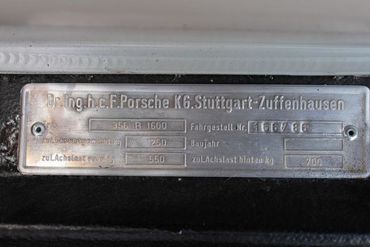 Dr.Ing.h.c.F.Porsche KG.Stuttgart-Zuffenhausen
356 B 1600 Fahrgestell Nr.
250 Baujahr
zul.Achslast vorn kg 550 zul.Achslast hinten kg 700